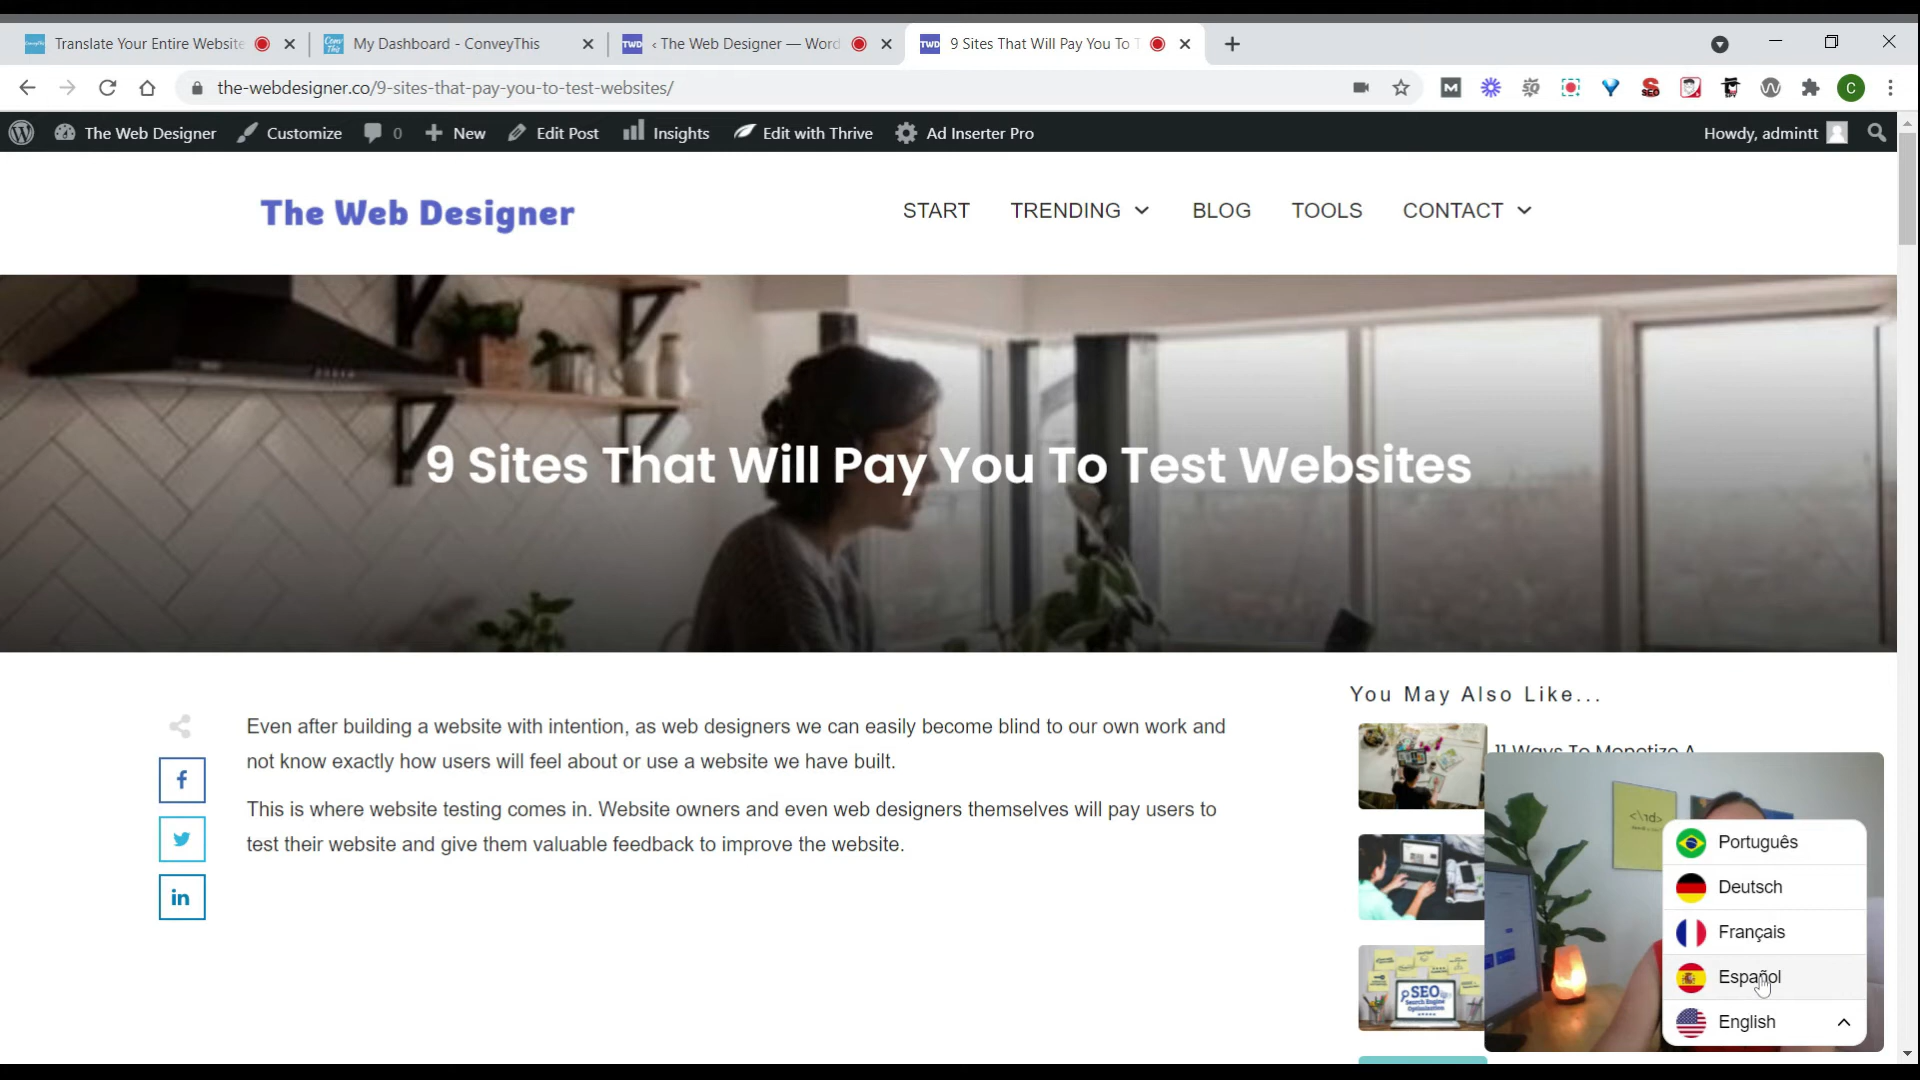 Translate Your Entire Website
My Dashboard - ConveyThis
‹ The Web Designer — Word
9 Sites That Will Pay You To T
the-webdesigner.co/9-sites-that-pay-you-to-test-websites/
The Web Designer
Customize
0
New
Edit Post
Insights
Edit with Thrive
Ad Inserter Pro
Howdy, admintt
The Web Designer
START
TRENDING
BLOG
TOOLS
CONTACT
9 Sites That Will Pay You To Test Websites
Even after building a website with intention, as web designers we can easily become blind to our own work and
not know exactly how users will feel about or use a website we have built.
This is where website testing comes in. Website owners and even web designers themselves will pay users to
test their website and give them valuable feedback to improve the website.
You May Also Like...
11 Ways To Monetize A
SEO
Português
Deutsch
Français
Español
English